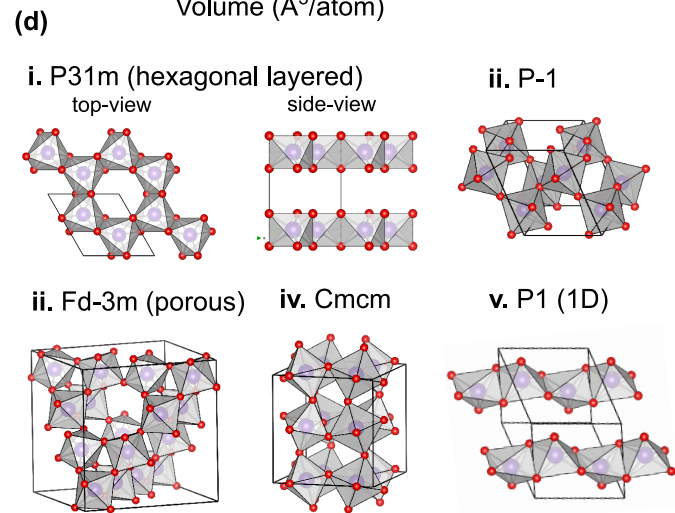 Volume (Å³/atom)
(d)
i. P31m (hexagonal layered)
top-view
side-view
ii. P-1
ii. Fd-3m (porous)
iv. Cmcm
v. P1 (1D)